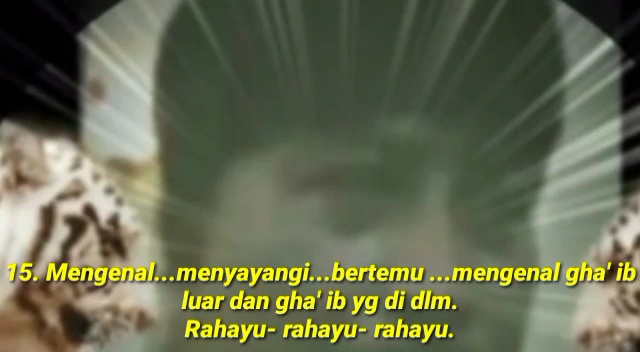 15. Mengenal...menyayangi...bertemu ...mengenal gha' ib
luar dan gha' ib yg di dlm.
Rahayu- rahayu- rahayu.